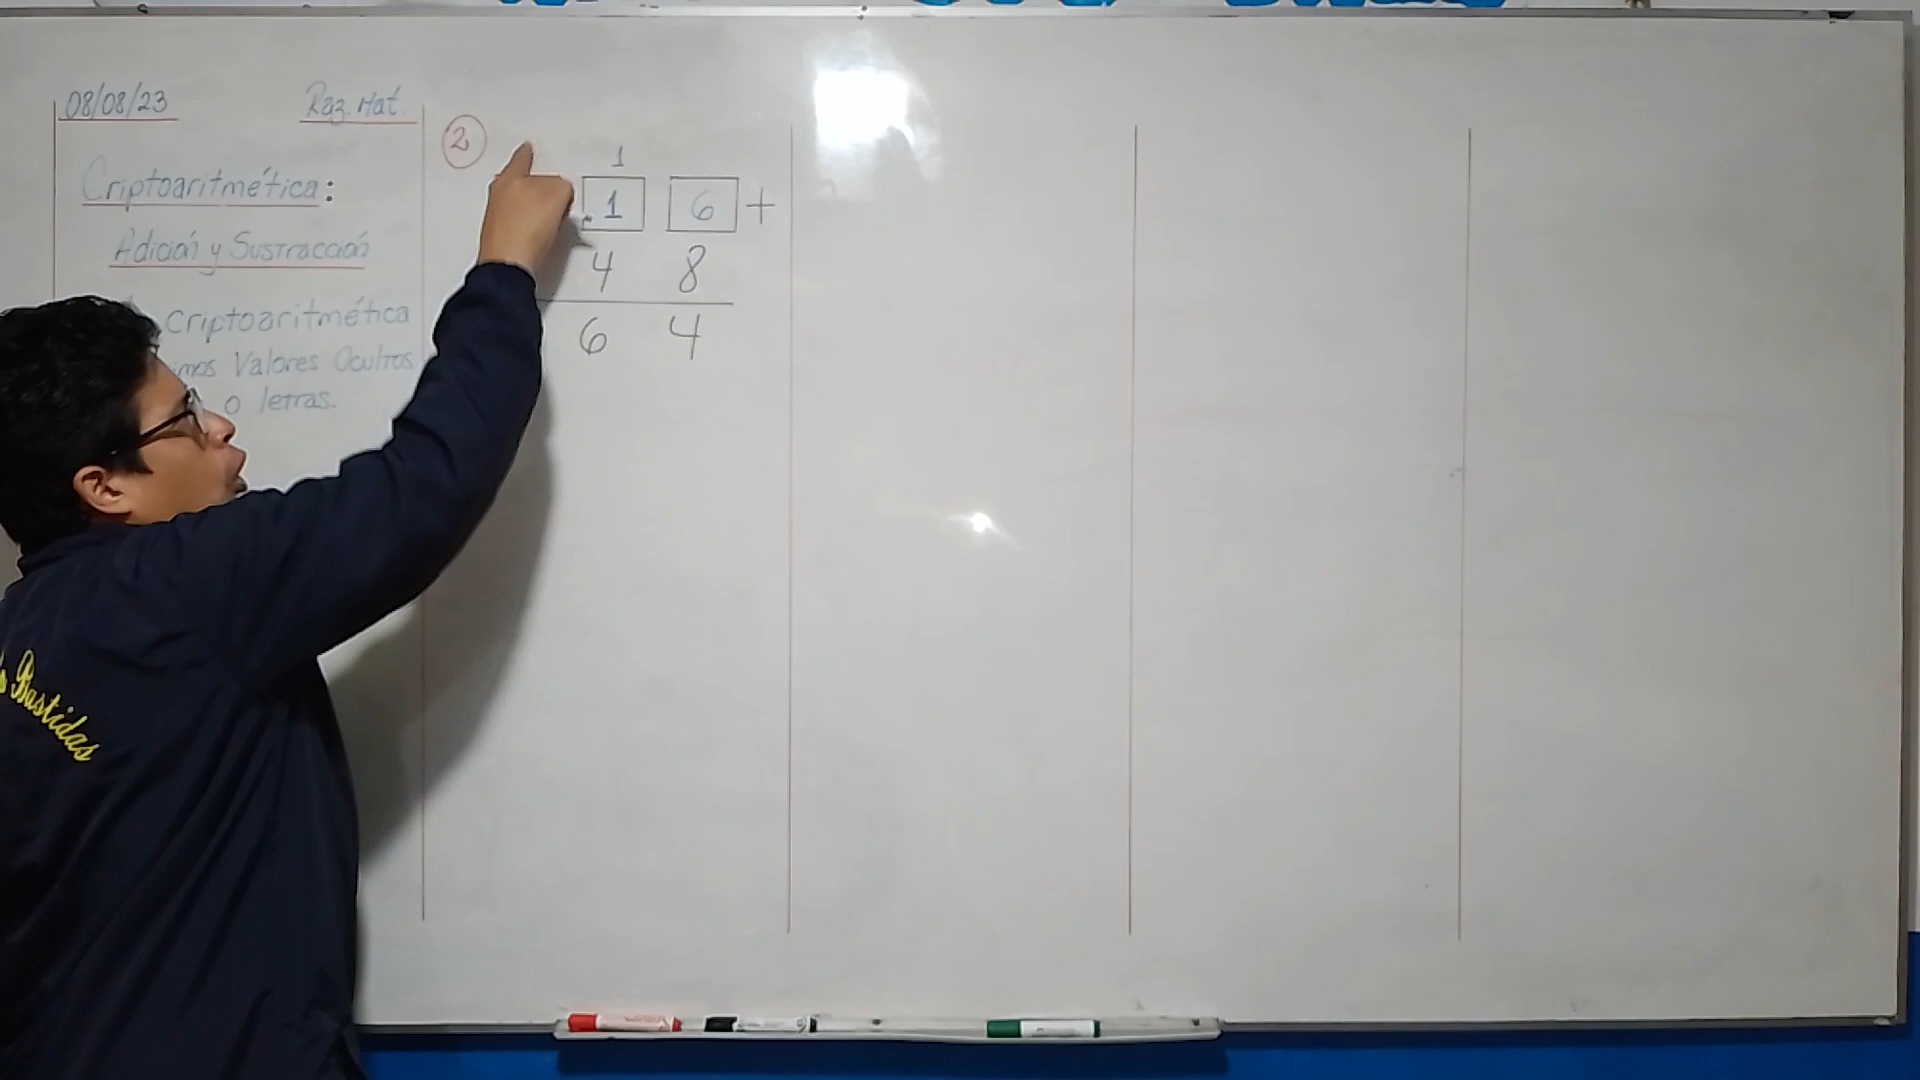 08/08/23 Raz. Mat.
Criptoaritmética:
Adición y Sustracción
criptoaritmética
Valores Ocultos
o letras.
2
1
1 6 +
4 8
6 4
Bastidas